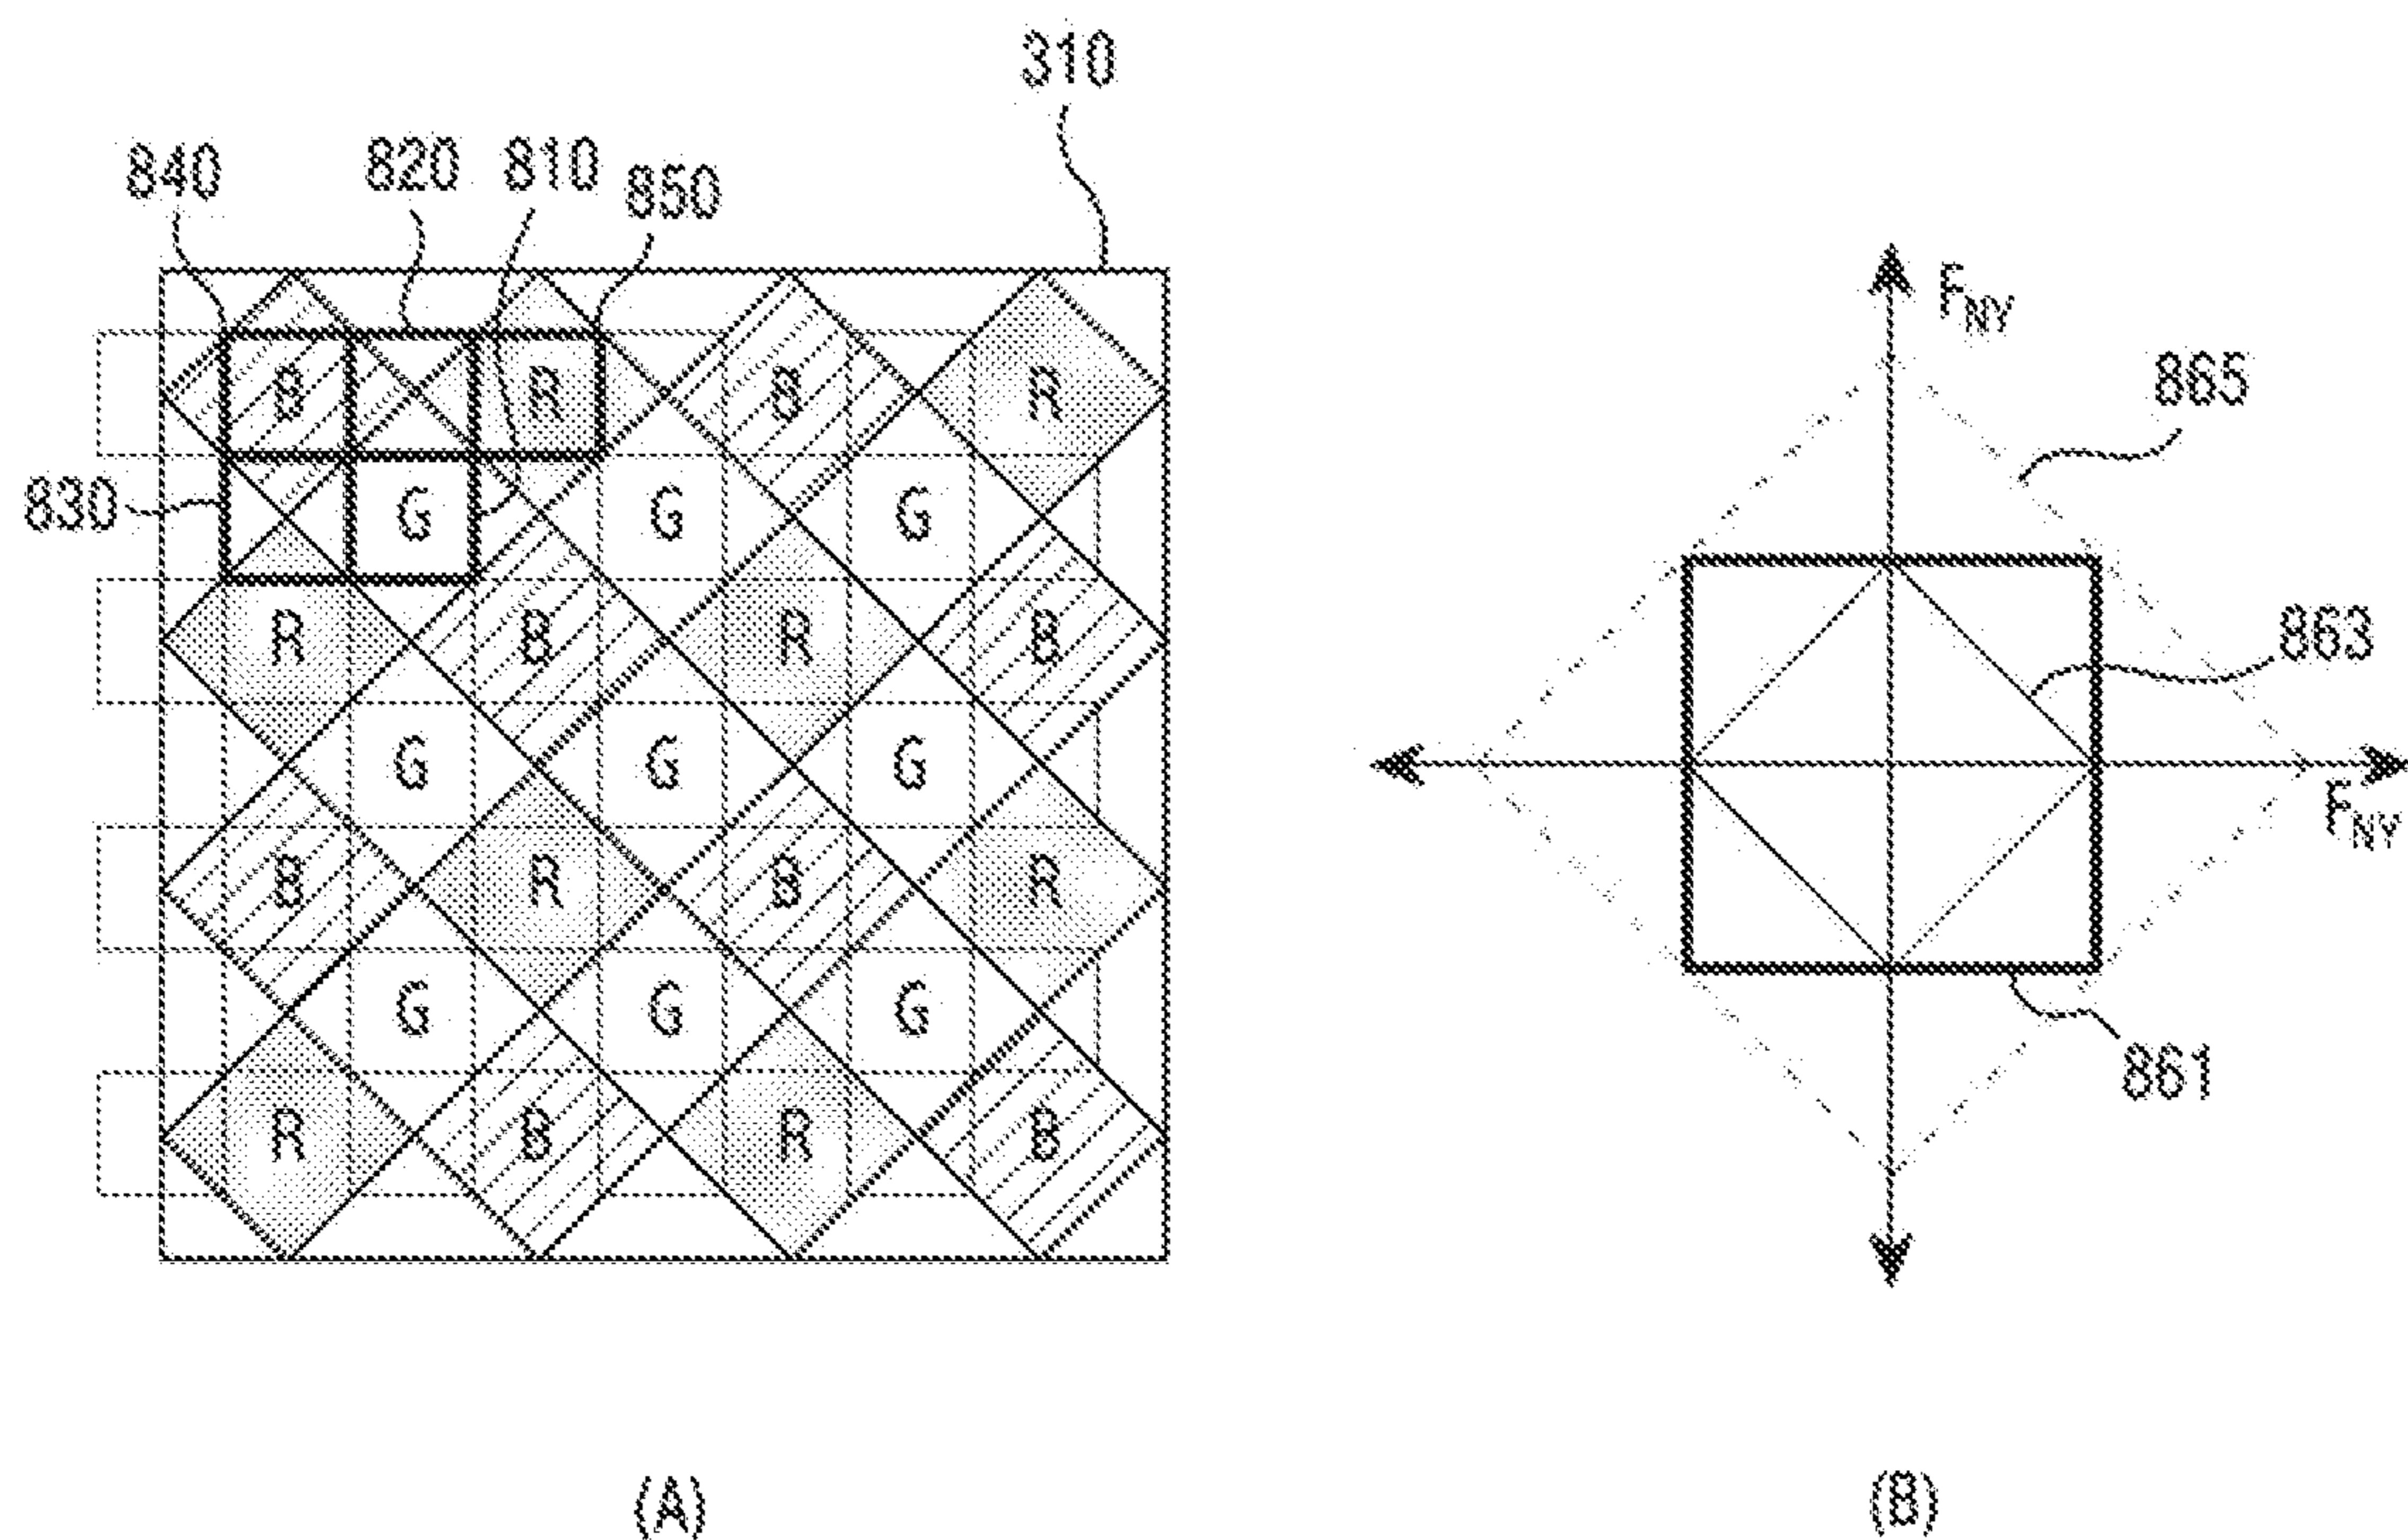 310
840 820 810 850
B R B R
830 G G G
R B R B
G G G
B R B R
G G G
R B R B
(A)
F_NY
865
863
F_NY
861
(B)